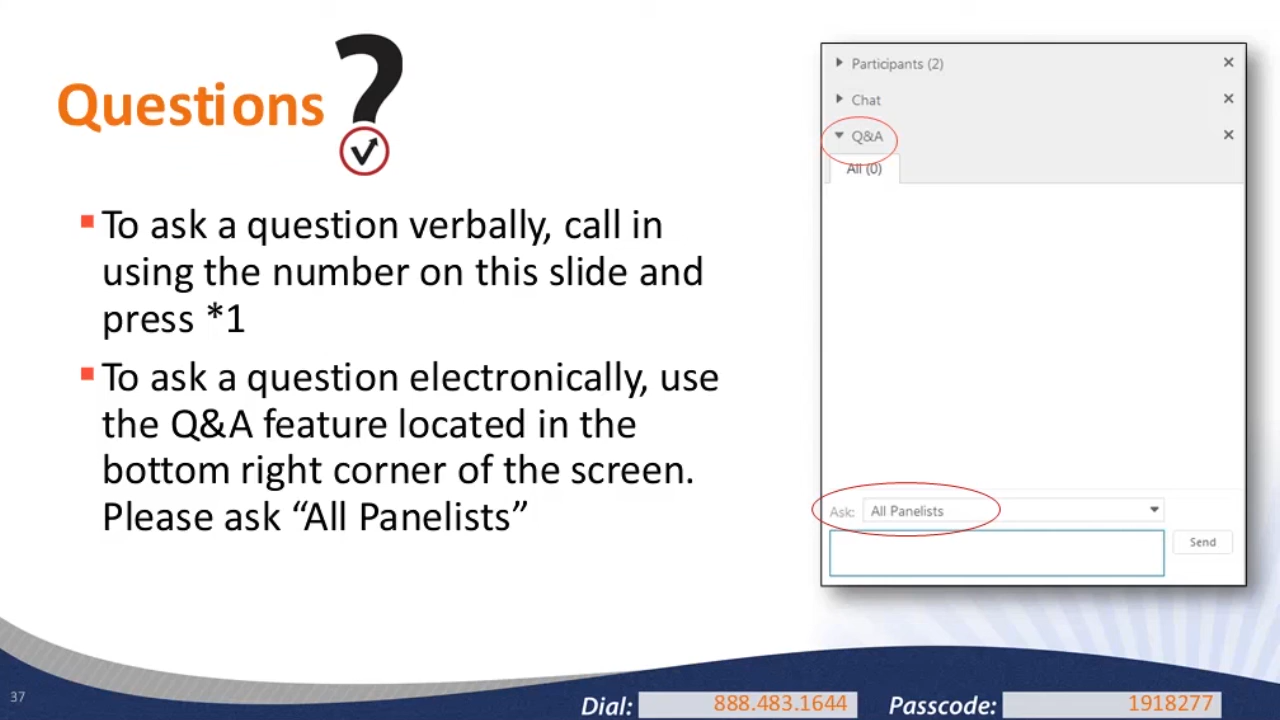 Questions
To ask a question verbally, call in
using the number on this slide and
press *1
To ask a question electronically, use
the Q&A feature located in the
bottom right corner of the screen.
Please ask “All Panelists”
Participants (2)
Chat
Q&A
All (0)
Ask: All Panelists
Send
37
Dial: 888.483.1644 Passcode: 1918277